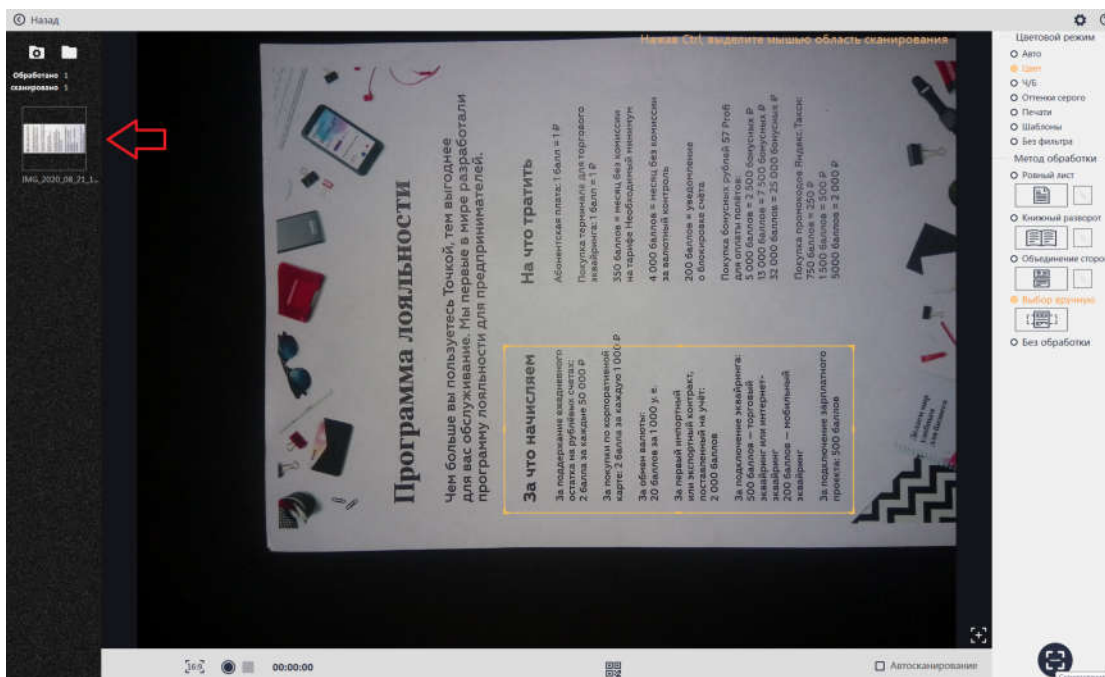 Назад
Обработано 1
сканировано 1
IMG_2020_08_21_1...
Нажав Ctrl, выделите мышью область сканирования
Программа лояльности
Чем больше вы пользуетесь Точкой, тем выгоднее
для вас обслуживание. Мы первые в мире разработали
программу лояльности для предпринимателей.
За что начисляем
За поддержание ежедневного
остатка на рублёвых счетах:
2 балла за каждые 50 000 ₽
За покупки по корпоративной
карте: 2 балла за каждую 1 000 ₽
За обмен валюты:
20 баллов за 1000 у. е.
За первый импортный
или экспортный контракт,
поставленный на учёт:
2 000 баллов
За подключение эквайринга:
500 баллов — торговый
эквайринг или интернет-
эквайринг
200 баллов — мобильный
эквайринг
За подключение зарплатного
проекта: 500 баллов
На что тратить
Абонентская плата: 1 балл = 1 ₽
Покупка терминала для торгового
эквайринга: 1 балл = 1 ₽
350 баллов = месяц без комиссии
на тарифе Необходимый минимум
4 000 баллов = месяц без комиссии
за валютный контроль
200 баллов = уведомление
о блокировке счёта
Покупка бонусных рублей S7 Profi
для оплаты полётов:
5 000 баллов = 2 500 бонусных ₽
13 000 баллов = 7 500 бонусных ₽
32 000 баллов = 25 000 бонусных ₽
Покупка промокодов Яндекс.Такси:
750 баллов = 250 ₽
1 500 баллов = 500 ₽
5000 баллов = 2 000 ₽
Делаем мир
удобным
для бизнеса
00:00:00
Автосканирование
Цветовой режим
Авто
Цвет
Ч/Б
Оттенки серого
Печати
Шаблоны
Без фильтра
Метод обработки
Ровный лист
Книжный разворот
Объединение сторон
Выбор вручную
Без обработки